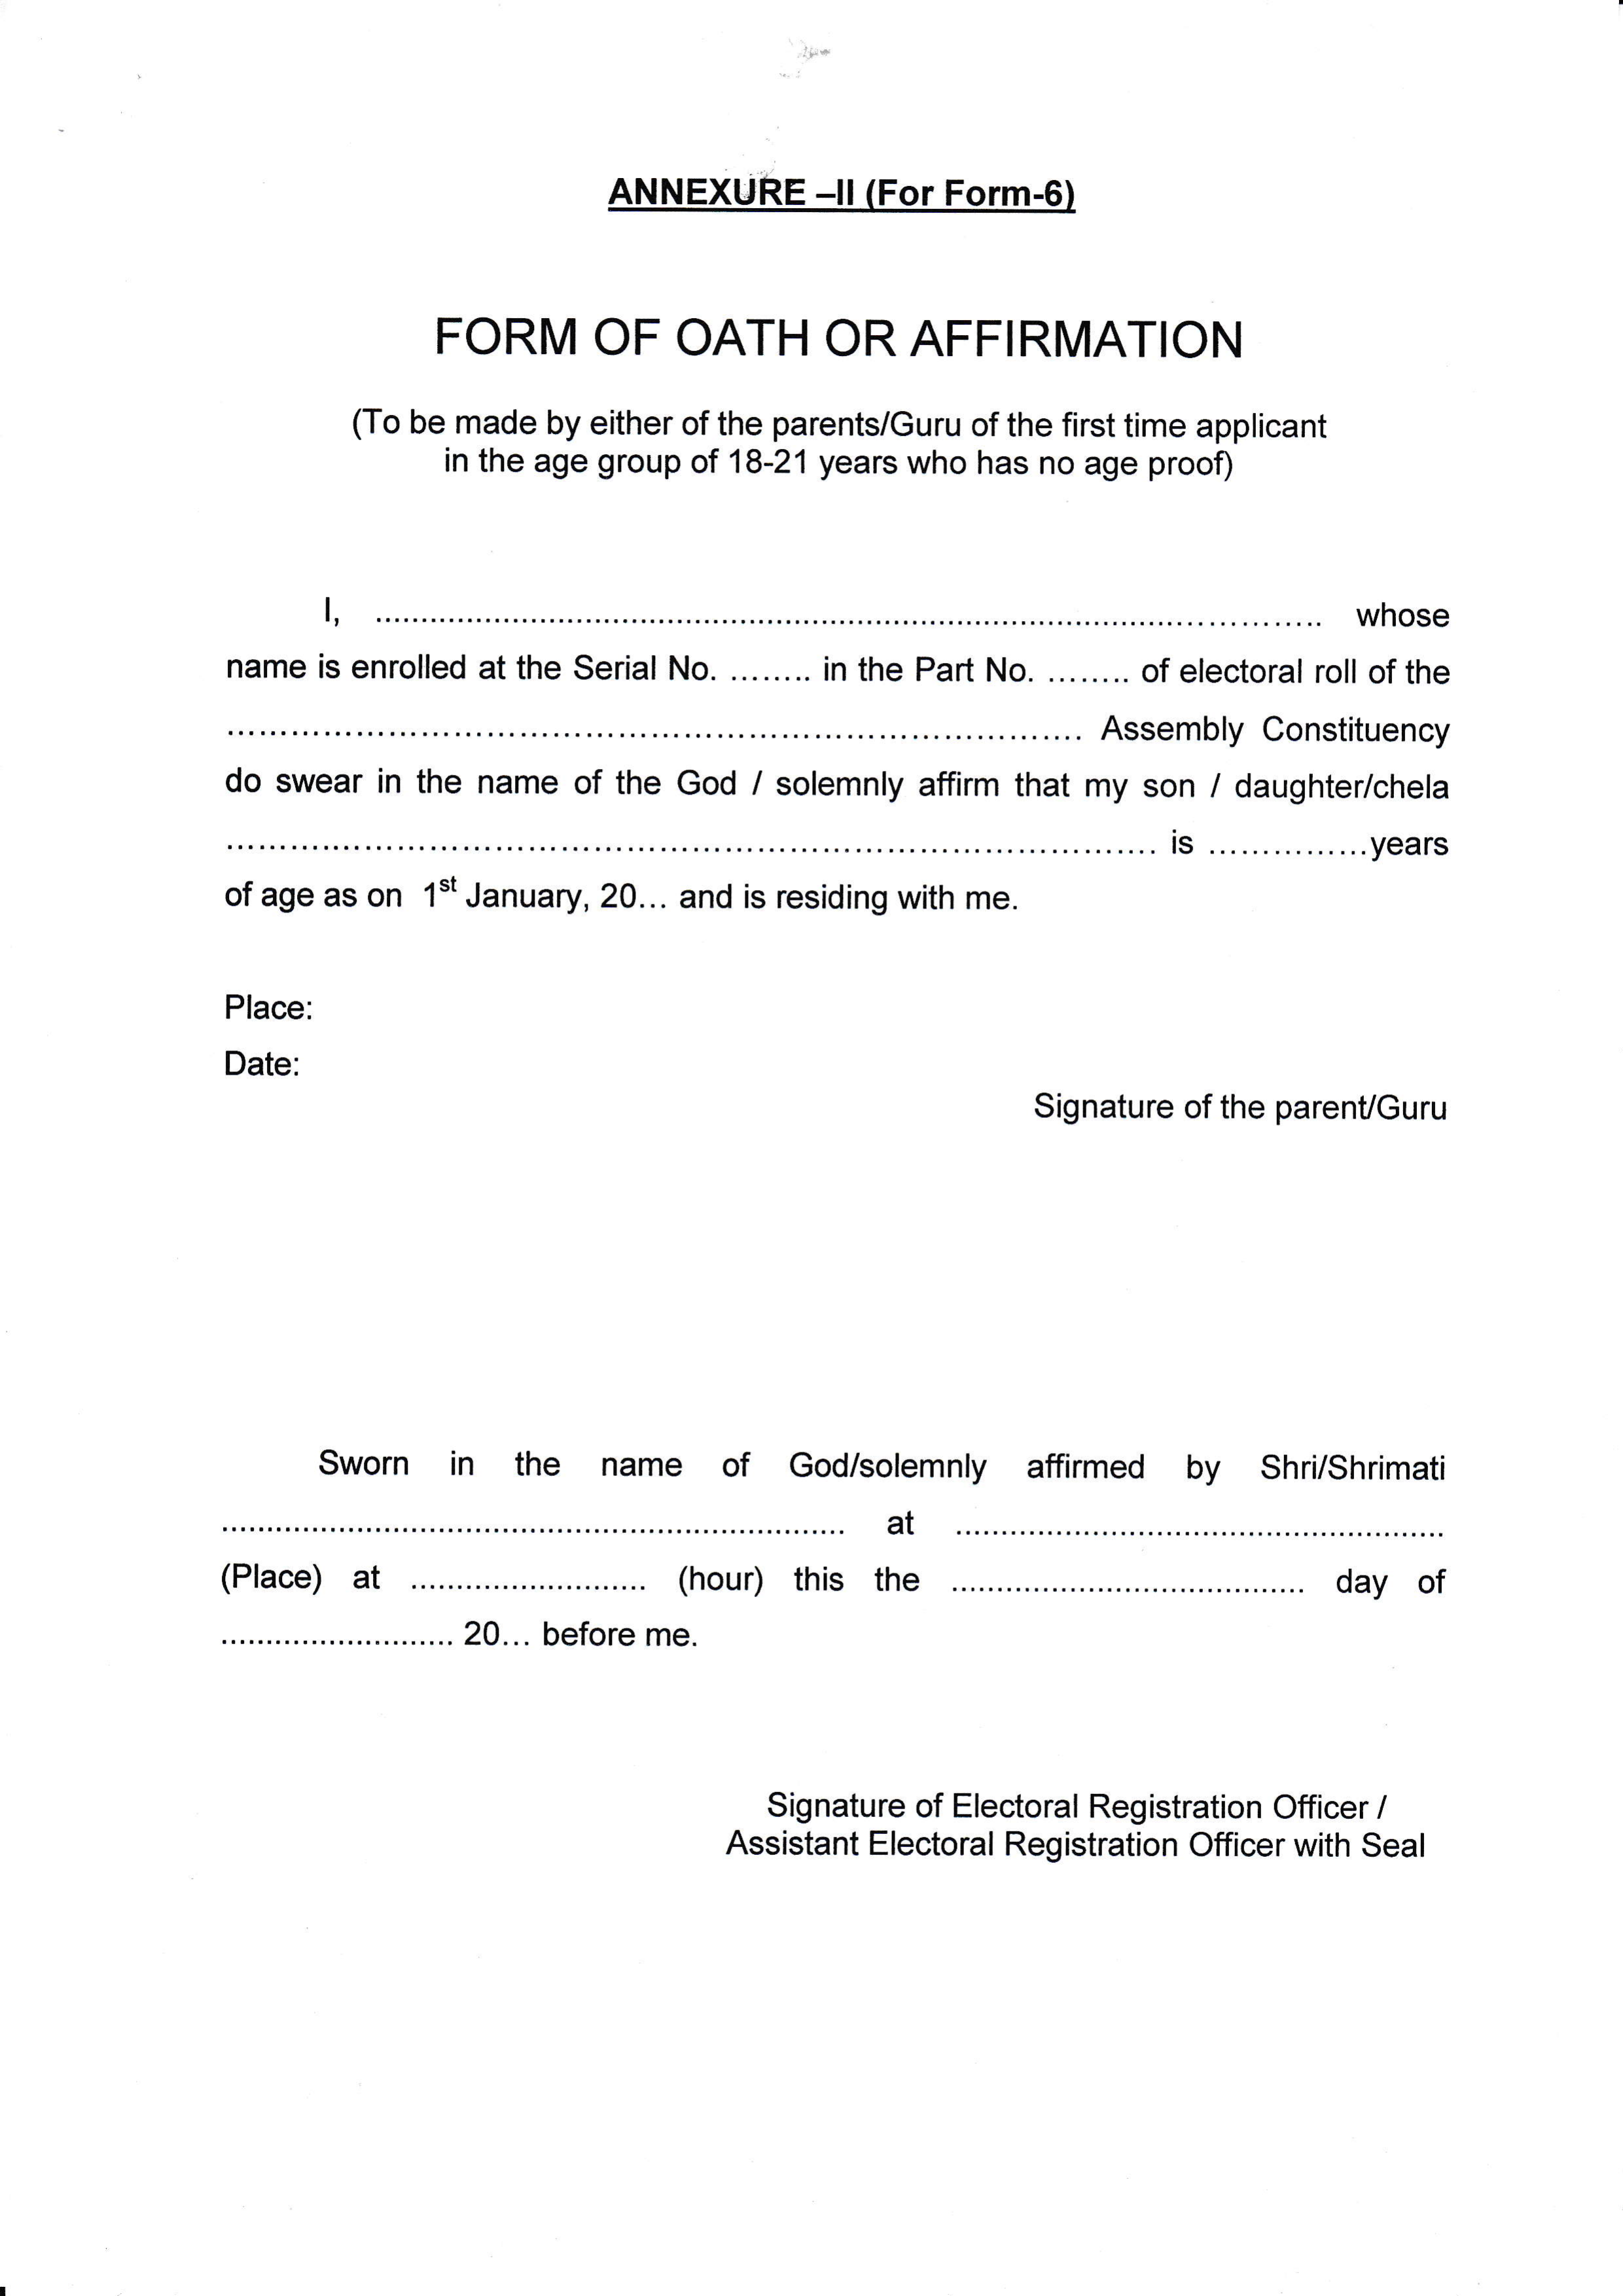 ANNEXURE –II (For Form-6)
FORM OF OATH OR AFFIRMATION
(To be made by either of the parents/Guru of the first time applicant
in the age group of 18-21 years who has no age proof)
I, ........................................................................................................ whose
name is enrolled at the Serial No. ......... in the Part No. ........ of electoral roll of the
................................................................................ Assembly Constituency
do swear in the name of the God / solemnly affirm that my son / daughter/chela
....................................................................................... is ...............years
of age as on 1st January, 20... and is residing with me.
Place:
Date:
Signature of the parent/Guru
Sworn in the name of God/solemnly affirmed by Shri/Shrimati
..................................................................... at ......................................................
(Place) at .......................... (hour) this the ....................................... day of
.......................... 20... before me.
Signature of Electoral Registration Officer /
Assistant Electoral Registration Officer with Seal